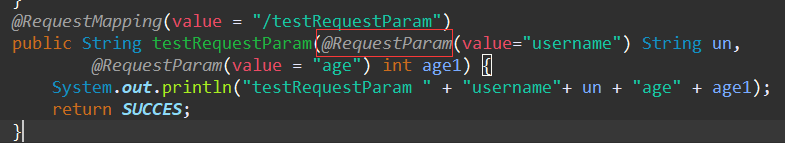 }
@RequestMapping(value = "/testRequestParam")
public String testRequestParam(@RequestParam(value="username") String un,
@RequestParam(value = "age") int age1) {
System.out.println("testRequestParam " + "username"+ un + "age" + age1);
return SUCCES;
}